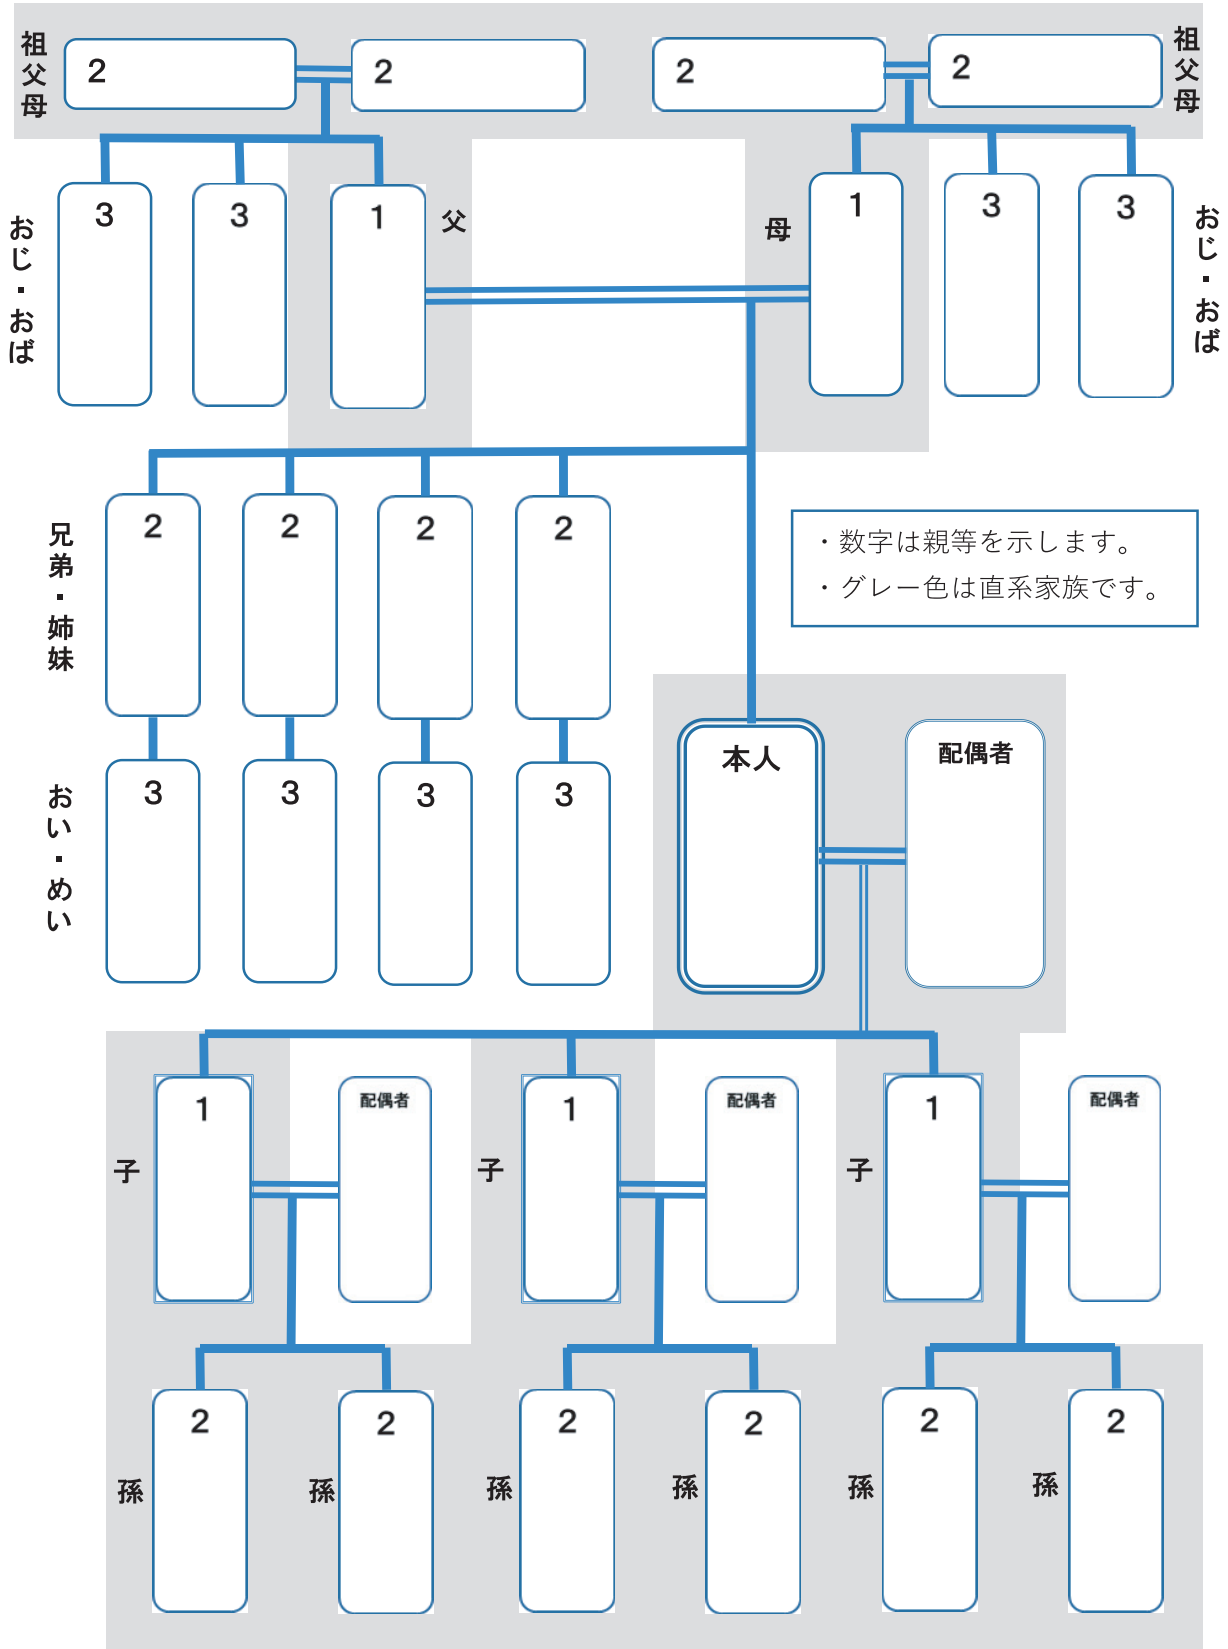 祖父母
2
2
2
2
祖父母
おじ・おば
3
3
1
父
母
1
3
3
おじ・おば
兄弟・姉妹
2
2
2
2
・数字は親等を示します。
・グレー色は直系家族です。
おい・めい
3
3
3
3
本人
配偶者
子
1
配偶者
子
1
配偶者
子
1
配偶者
孫
2
孫
2
孫
2
孫
2
孫
2
孫
2